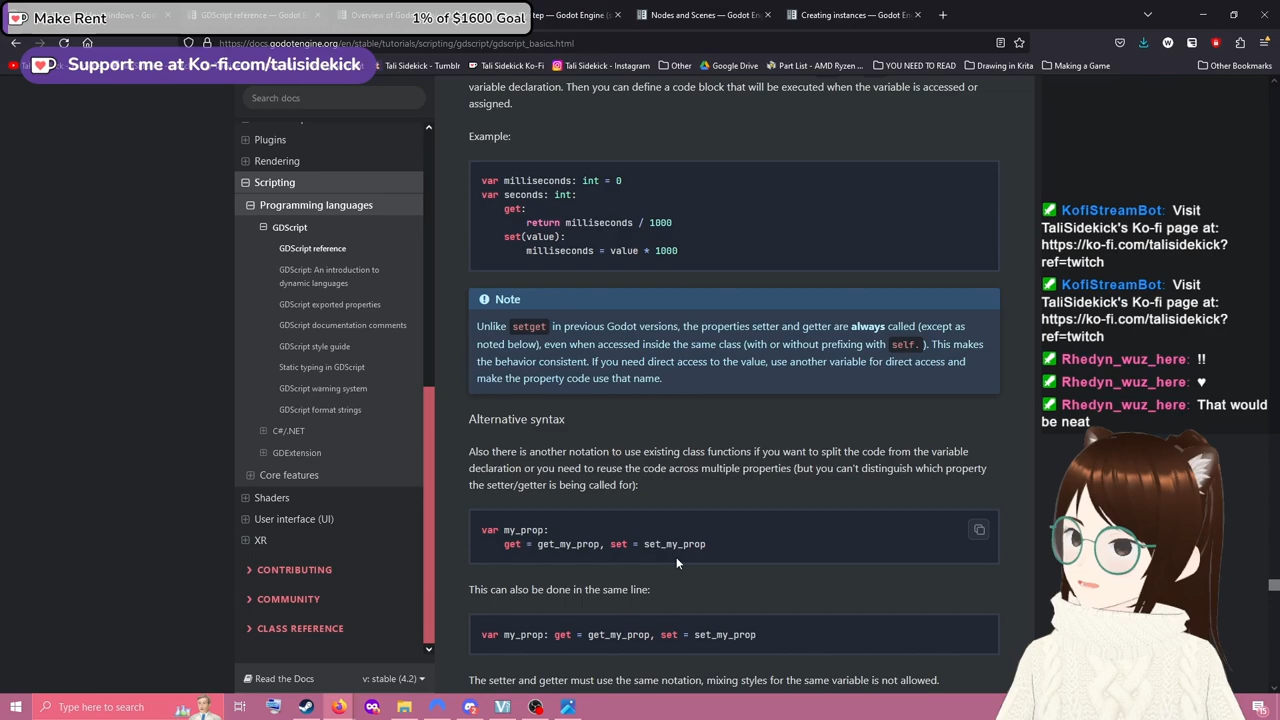 Make Rent
1% of $1600 Goal
Support me at Ko-fi.com/talisidekick
GDScript reference — Godot
Overview of God
tep — Godot Engine (
Nodes and Scenes — Godot E
Creating instances — Godot En
https://docs.godotengine.org/en/stable/tutorials/scripting/gdscript/gdscript_basics.html
Tali Sidekick - Tumblr
Tali Sidekick Ko-Fi
Instagram
Other
Google Drive
Part List - AMD Ryzen
YOU NEED TO READ
Drawing in Krita
Making a Game
Other Bookmarks
Search docs
Plugins
Rendering
Scripting
Programming languages
GDScript
GDScript reference
GDScript: An introduction to
dynamic languages
GDScript exported properties
GDScript documentation comments
GDScript style guide
Static typing in GDScript
GDScript warning system
GDScript format strings
C#/.NET
GDExtension
Core features
Shaders
User interface (UI)
XR
CONTRIBUTING
COMMUNITY
CLASS REFERENCE
Read the Docs
v: stable (4.2)
variable declaration. Then you can define a code block that will be executed when the variable is accessed or
assigned.
Example:
var milliseconds: int = 0
var seconds: int:
get:
return milliseconds / 1000
set(value):
milliseconds = value * 1000
Note
Unlike setget in previous Godot versions, the properties setter and getter are always called (except as
noted below), even when accessed inside the same class (with or without prefixing with self. ). This makes
the behavior consistent. If you need direct access to the value, use another variable for direct access and
make the property code use that name.
Alternative syntax
Also there is another notation to use existing class functions if you want to split the code from the variable
declaration or you need to reuse the code across multiple properties (but you can't distinguish which property
the setter/getter is being called for):
var my_prop:
get = get_my_prop, set = set_my_prop
This can also be done in the same line:
var my_prop: get = get_my_prop, set = set_my_prop
The setter and getter must use the same notation, mixing styles for the same variable is not allowed.
KofiStreamBot: Visit
TaliSidekick's Ko-fi page at:
https://ko-fi.com/talisidekick?
ref=twitch
KofiStreamBot: Visit
TaliSidekick's Ko-fi page at:
https://ko-fi.com/talisidekick?
ref=twitch
Rhedyn_wuz_here: !!
Rhedyn_wuz_here: ♥
Rhedyn_wuz_here: That would
be neat
Type here to search
15